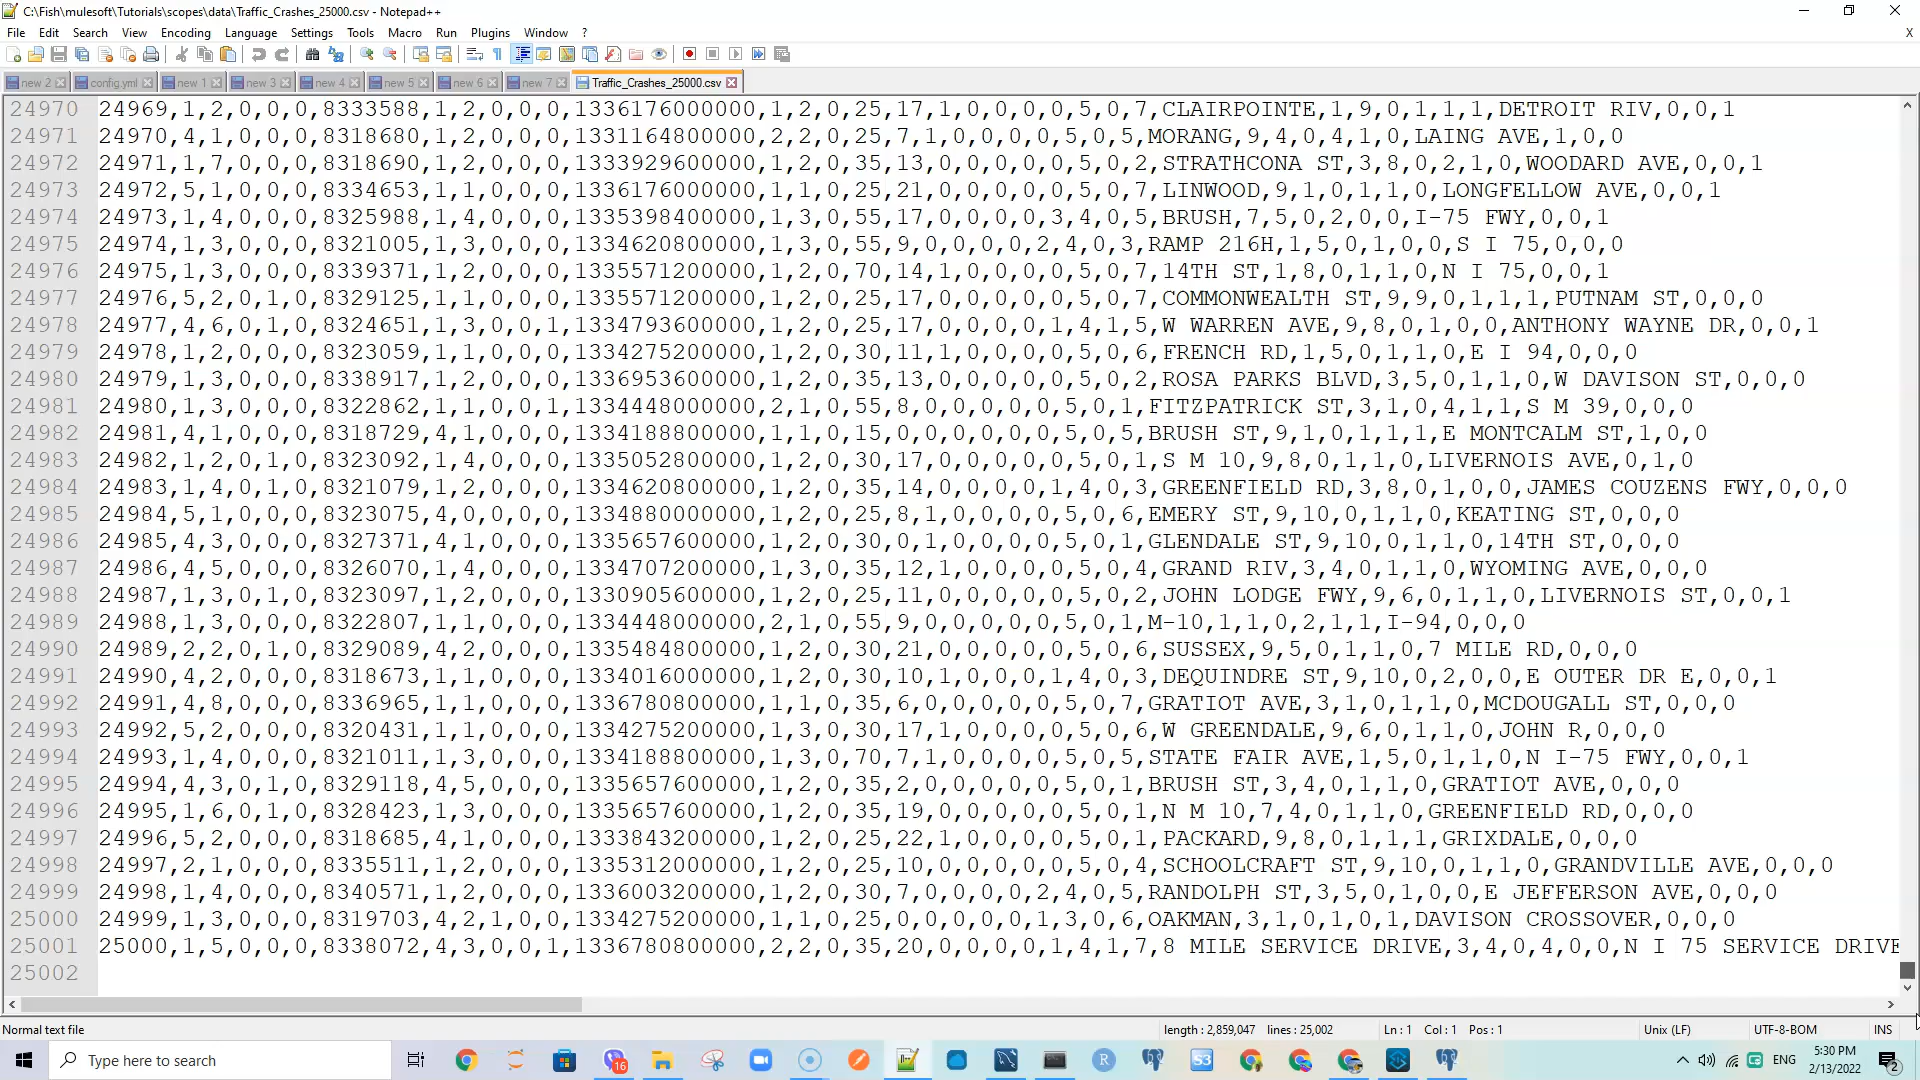 C:\Fish\mulesoft\Tutorials\scopes\data\Traffic_Crashes_25000.csv - Notepad++
File Edit Search View Encoding Language Settings Tools Macro Run Plugins Window ? X
new 2 config.yml new 1 new 3 new 4 new 5 new 6 new 7 Traffic_Crashes_25000.csv
24970 24969,1,2,0,0,0,8333588,1,2,0,0,0,1336176000000,1,2,0,25,17,1,0,0,0,0,5,0,7,CLAIRPOINTE,1,9,0,1,1,1,DETROIT RIV,0,0,1
24971 24970,4,1,0,0,0,8318680,1,2,0,0,0,1331164800000,2,2,0,25,7,1,0,0,0,0,5,0,5,MORANG,9,4,0,4,1,0,LAING AVE,1,0,0
24972 24971,1,7,0,0,0,8318690,1,2,0,0,0,1333929600000,1,2,0,35,13,0,0,0,0,0,5,0,2,STRATHCONA ST,3,8,0,2,1,0,WOODARD AVE,0,0,1
24973 24972,5,1,0,0,0,8334653,1,1,0,0,0,1336176000000,1,1,0,25,21,0,0,0,0,0,5,0,7,LINWOOD,9,1,0,1,1,0,LONGFELLOW AVE,0,0,1
24974 24973,1,4,0,0,0,8325988,1,4,0,0,0,1335398400000,1,3,0,55,17,0,0,0,0,3,4,0,5,BRUSH,7,5,0,2,0,0,I-75 FWY,0,0,1
24975 24974,1,3,0,0,0,8321005,1,3,0,0,0,1334620800000,1,3,0,55,9,0,0,0,0,2,4,0,3,RAMP 216H,1,5,0,1,0,0,S I 75,0,0,0
24976 24975,1,3,0,0,0,8339371,1,2,0,0,0,1335571200000,1,2,0,70,14,1,0,0,0,0,5,0,7,14TH ST,1,8,0,1,1,0,N I 75,0,0,1
24977 24976,5,2,0,1,0,8329125,1,1,0,0,0,1335571200000,1,2,0,25,17,0,0,0,0,0,5,0,7,COMMONWEALTH ST,9,9,0,1,1,1,PUTNAM ST,0,0,0
24978 24977,4,6,0,1,0,8324651,1,3,0,0,1,1334793600000,1,2,0,25,17,0,0,0,0,1,4,1,5,W WARREN AVE,9,8,0,1,0,0,ANTHONY WAYNE DR,0,0,1
24979 24978,1,2,0,0,0,8323059,1,1,0,0,0,1334275200000,1,2,0,30,11,1,0,0,0,0,5,0,6,FRENCH RD,1,5,0,1,1,0,E I 94,0,0,0
24980 24979,1,3,0,0,0,8338917,1,2,0,0,0,1336953600000,1,2,0,35,13,0,0,0,0,0,5,0,2,ROSA PARKS BLVD,3,5,0,1,1,0,W DAVISON ST,0,0,0
24981 24980,1,3,0,0,0,8322862,1,1,0,0,1,1334448000000,2,1,0,55,8,0,0,0,0,0,5,0,1,FITZPATRICK ST,3,1,0,4,1,1,S M 39,0,0,0
24982 24981,4,1,0,0,0,8318729,4,1,0,0,0,1334188800000,1,1,0,15,0,0,0,0,0,0,5,0,5,BRUSH ST,9,1,0,1,1,1,E MONTCALM ST,1,0,0
24983 24982,1,2,0,1,0,8323092,1,4,0,0,0,1335052800000,1,2,0,30,17,0,0,0,0,0,5,0,1,S M 10,9,8,0,1,1,0,LIVERNOIS AVE,0,1,0
24984 24983,1,4,0,1,0,8321079,1,2,0,0,0,1334620800000,1,2,0,35,14,0,0,0,0,1,4,0,3,GREENFIELD RD,3,8,0,1,0,0,JAMES COUZENS FWY,0,0,0
24985 24984,5,1,0,0,0,8323075,4,0,0,0,0,1334880000000,1,2,0,25,8,1,0,0,0,0,5,0,6,EMERY ST,9,10,0,1,1,0,KEATING ST,0,0,0
24986 24985,4,3,0,0,0,8327371,4,1,0,0,0,1335657600000,1,2,0,30,0,1,0,0,0,0,5,0,1,GLENDALE ST,9,10,0,1,1,0,14TH ST,0,0,0
24987 24986,4,5,0,0,0,8326070,1,4,0,0,0,1334707200000,1,3,0,35,12,1,0,0,0,0,5,0,4,GRAND RIV,3,4,0,1,1,0,WYOMING AVE,0,0,0
24988 24987,1,3,0,1,0,8323097,1,2,0,0,0,1330905600000,1,2,0,25,11,0,0,0,0,0,5,0,2,JOHN LODGE FWY,9,6,0,1,1,0,LIVERNOIS ST,0,0,1
24989 24988,1,3,0,0,0,8322807,1,1,0,0,0,1334448000000,2,1,0,55,9,0,0,0,0,0,5,0,1,M-10,1,1,0,2,1,1,I-94,0,0,0
24990 24989,2,2,0,1,0,8329089,4,2,0,0,0,1335484800000,1,2,0,30,21,0,0,0,0,0,5,0,6,SUSSEX,9,5,0,1,1,0,7 MILE RD,0,0,0
24991 24990,4,2,0,0,0,8318673,1,1,0,0,0,1334016000000,1,2,0,30,10,1,0,0,0,1,4,0,3,DEQUINDRE ST,9,10,0,2,0,0,E OUTER DR E,0,0,1
24992 24991,4,8,0,0,0,8336965,1,1,0,0,0,1336780800000,1,1,0,35,6,0,0,0,0,0,5,0,7,GRATIOT AVE,3,1,0,1,1,0,MCDOUGALL ST,0,0,0
24993 24992,5,2,0,0,0,8320431,1,1,0,0,0,1334275200000,1,3,0,30,17,1,0,0,0,0,5,0,6,W GREENDALE,9,6,0,1,1,0,JOHN R,0,0,0
24994 24993,1,4,0,0,0,8321011,1,3,0,0,0,1334188800000,1,3,0,70,7,1,0,0,0,0,5,0,5,STATE FAIR AVE,1,5,0,1,1,0,N I-75 FWY,0,0,1
24995 24994,4,3,0,1,0,8329118,4,5,0,0,0,1335657600000,1,2,0,35,2,0,0,0,0,0,5,0,1,BRUSH ST,3,4,0,1,1,0,GRATIOT AVE,0,0,0
24996 24995,1,6,0,1,0,8328423,1,3,0,0,0,1335657600000,1,2,0,35,19,0,0,0,0,0,5,0,1,N M 10,7,4,0,1,1,0,GREENFIELD RD,0,0,0
24997 24996,5,2,0,0,0,8318685,4,1,0,0,0,1333843200000,1,2,0,25,22,1,0,0,0,0,5,0,1,PACKARD,9,8,0,1,1,1,GRIXDALE,0,0,0
24998 24997,2,1,0,0,0,8335511,1,2,0,0,0,1335312000000,1,2,0,25,10,0,0,0,0,0,5,0,4,SCHOOLCRAFT ST,9,10,0,1,1,0,GRANDVILLE AVE,0,0,0
24999 24998,1,4,0,0,0,8340571,1,2,0,0,0,1336003200000,1,2,0,30,7,0,0,0,0,2,4,0,5,RANDOLPH ST,3,5,0,1,0,0,E JEFFERSON AVE,0,0,0
25000 24999,1,3,0,0,0,8319703,4,2,1,0,0,1334275200000,1,1,0,25,0,0,0,0,0,1,3,0,6,OAKMAN,3,1,0,1,0,1,DAVISON CROSSOVER,0,0,0
25001 25000,1,5,0,0,0,8338072,4,3,0,0,1,1336780800000,2,2,0,35,20,0,0,0,0,1,4,1,7,8 MILE SERVICE DRIVE,3,4,0,4,0,0,N I 75 SERVICE DRIVE
25002
Normal text file length : 2,859,047 lines : 25,002 Ln : 1 Col : 1 Pos : 1 Unix (LF) UTF-8-BOM INS
Type here to search 16 R S3 ENG 5:30 PM 2
2/13/2022